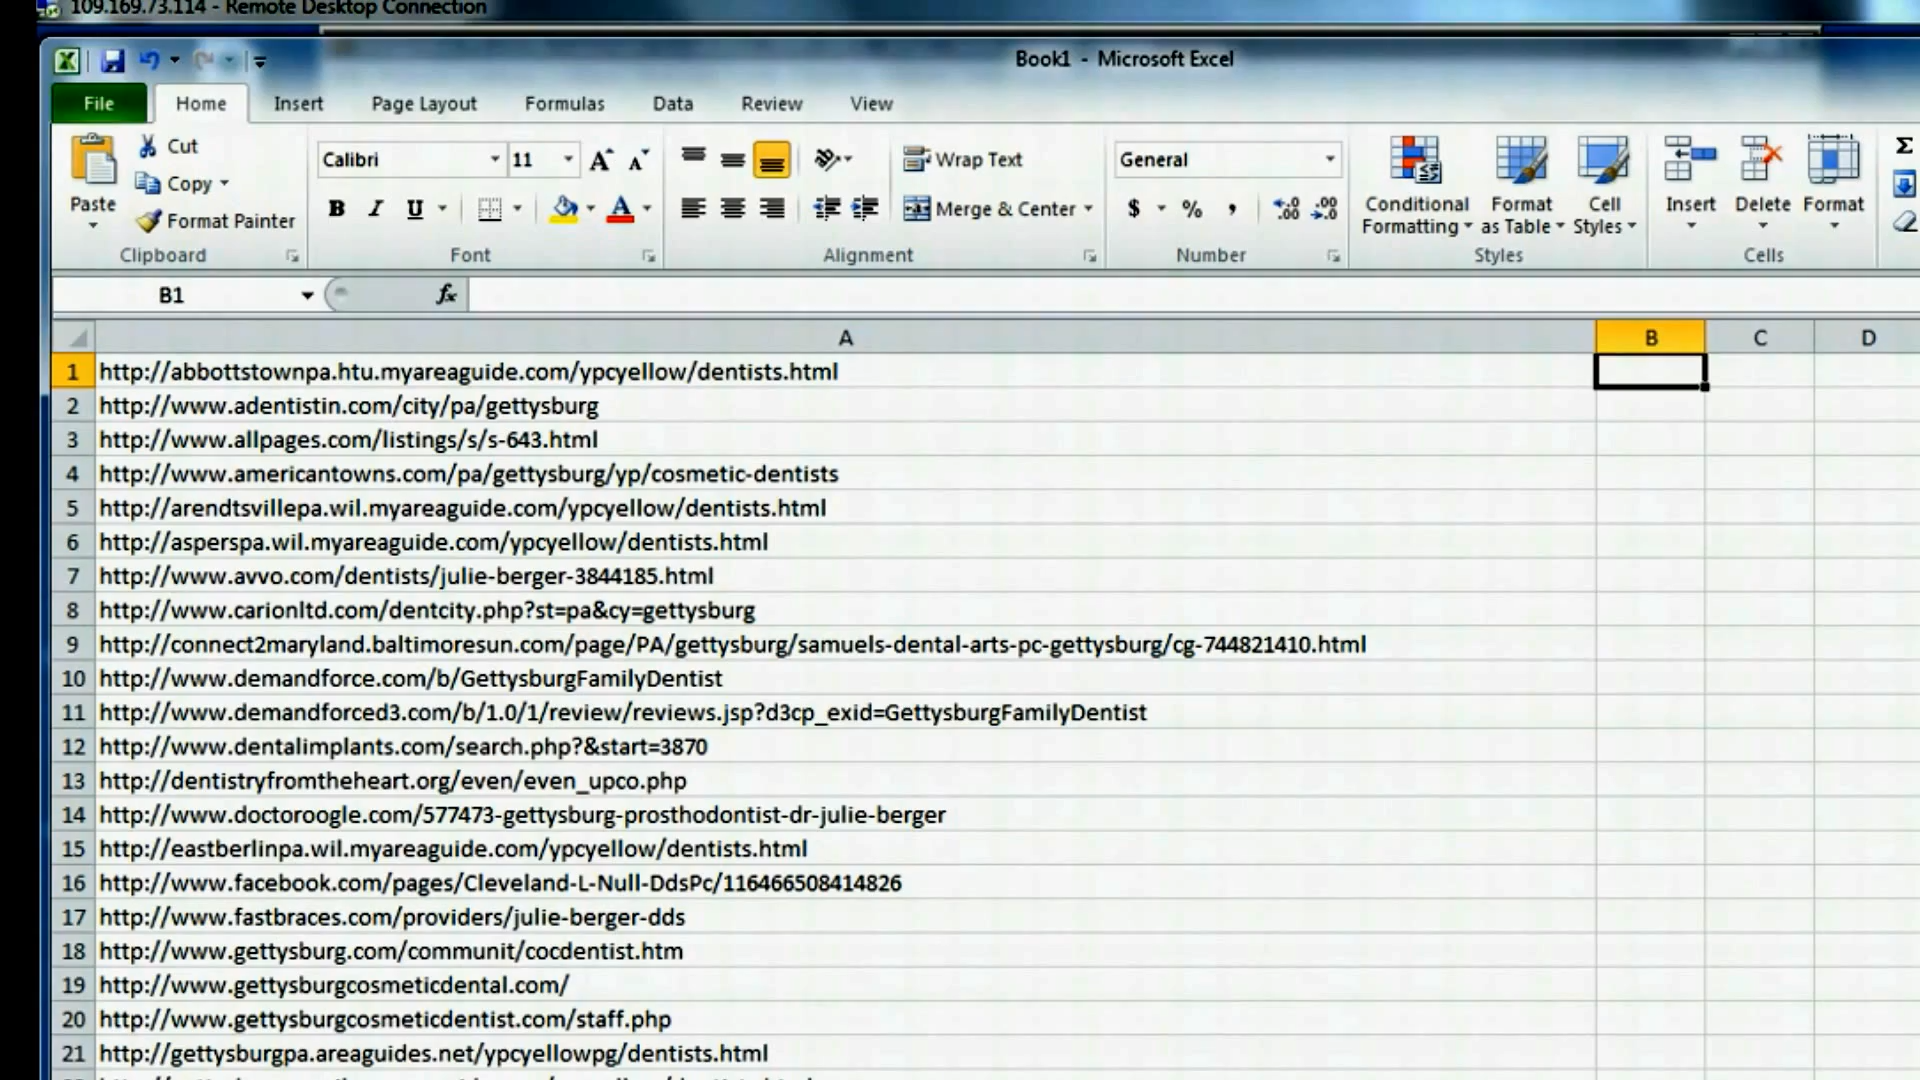 109.169.73.114 - Remote Desktop Connection
Book1 - Microsoft Excel
File Home Insert Page Layout Formulas Data Review View
Paste Cut Copy Format Painter Clipboard
Calibri 11 B I U Font
Wrap Text Merge & Center Alignment
General $ % , .00 .00 Number
Conditional Formatting Format as Table Cell Styles Styles
Insert Delete Format Cells
Σ
B1 fx
A B C D
1 http://abbottstownpa.htu.myareaguide.com/ypcyellow/dentists.html
2 http://www.adentistin.com/city/pa/gettysburg
3 http://www.allpages.com/listings/s/s-643.html
4 http://www.americantowns.com/pa/gettysburg/yp/cosmetic-dentists
5 http://arendtsvillepa.wil.myareaguide.com/ypcyellow/dentists.html
6 http://asperspa.wil.myareaguide.com/ypcyellow/dentists.html
7 http://www.avvo.com/dentists/julie-berger-3844185.html
8 http://www.carionltd.com/dentcity.php?st=pa&cy=gettysburg
9 http://connect2maryland.baltimoresun.com/page/PA/gettysburg/samuels-dental-arts-pc-gettysburg/cg-744821410.html
10 http://www.demandforce.com/b/GettysburgFamilyDentist
11 http://www.demandforced3.com/b/1.0/1/review/reviews.jsp?d3cp_exid=GettysburgFamilyDentist
12 http://www.dentalimplants.com/search.php?&start=3870
13 http://dentistryfromtheheart.org/even/even_upco.php
14 http://www.doctoroogle.com/577473-gettysburg-prosthodontist-dr-julie-berger
15 http://eastberlinpa.wil.myareaguide.com/ypcyellow/dentists.html
16 http://www.facebook.com/pages/Cleveland-L-Null-DdsPc/116466508414826
17 http://www.fastbraces.com/providers/julie-berger-dds
18 http://www.gettysburg.com/communit/cocdentist.htm
19 http://www.gettysburgcosmeticdental.com/
20 http://www.gettysburgcosmeticdentist.com/staff.php
21 http://gettysburgpa.areaguides.net/ypcyellowpg/dentists.html